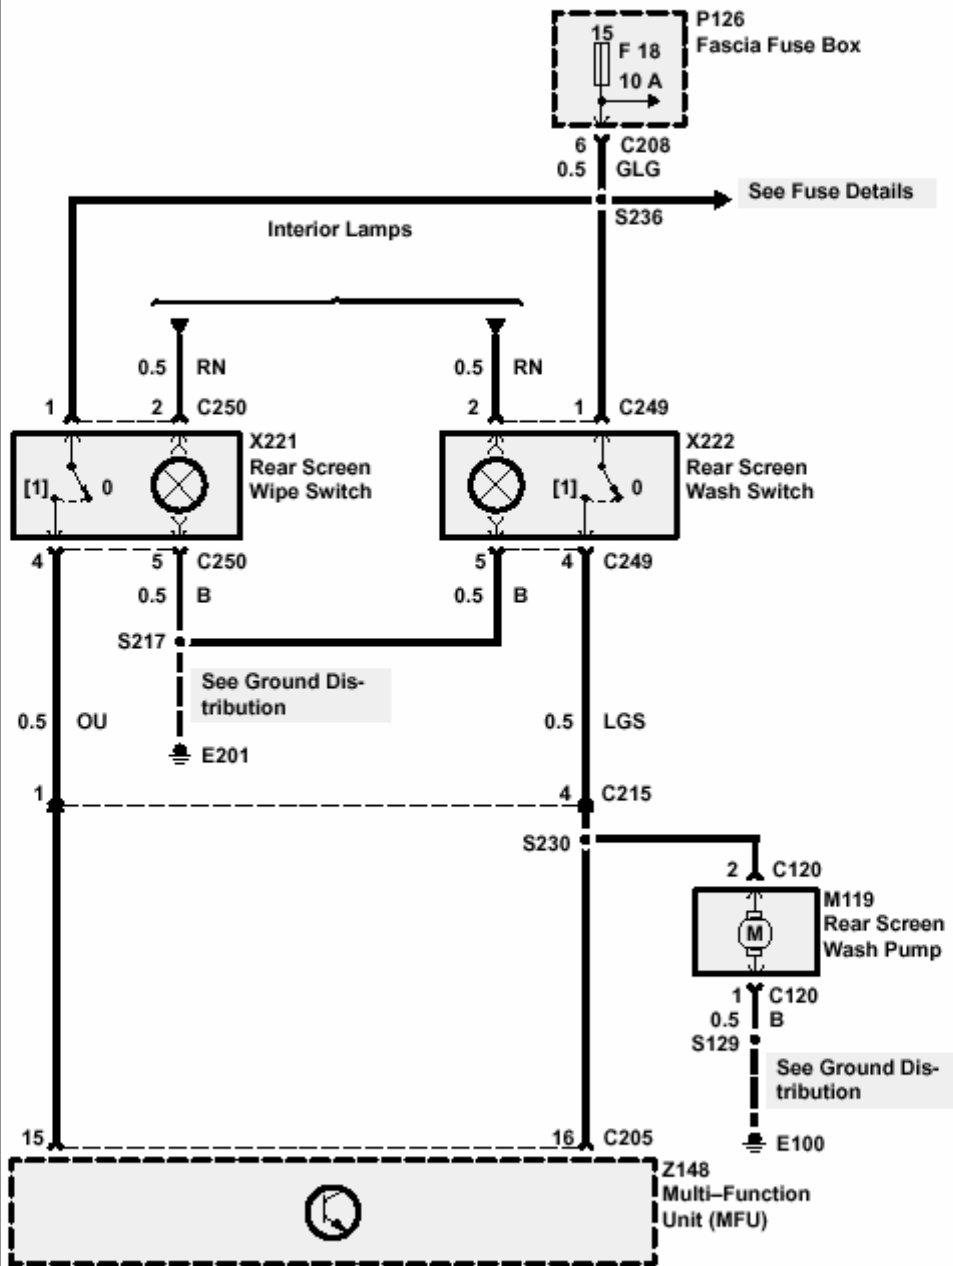 P126
15
Fascia Fuse Box
F 18
10 A
6 C208
0.5 GLG
See Fuse Details
S236
Interior Lamps
0.5 RN
0.5 RN
1 2 C250
2 1 C249
X221
Rear Screen
Wipe Switch
[1] 0
X222
Rear Screen
Wash Switch
[1] 0
4 5 C250
5 4 C249
0.5 B
0.5 B
S217
See Ground Dis-
tribution
0.5 OU
0.5 LGS
E201
1 4 C215
S230
2 C120
M119
Rear Screen
Wash Pump
M
1 C120
0.5 B
S129
See Ground Dis-
tribution
15 16 C205
E100
Z148
Multi–Function
Unit (MFU)